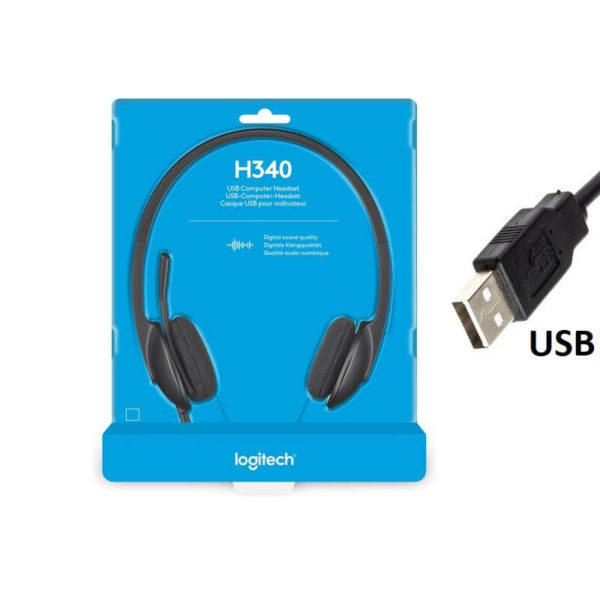 H340
USB Computer Headset
USB-Computer-Headset
Casque USB pour ordinateur
Digital sound quality
Digitale Klangqualität
Qualité audio numérique
logitech
USB